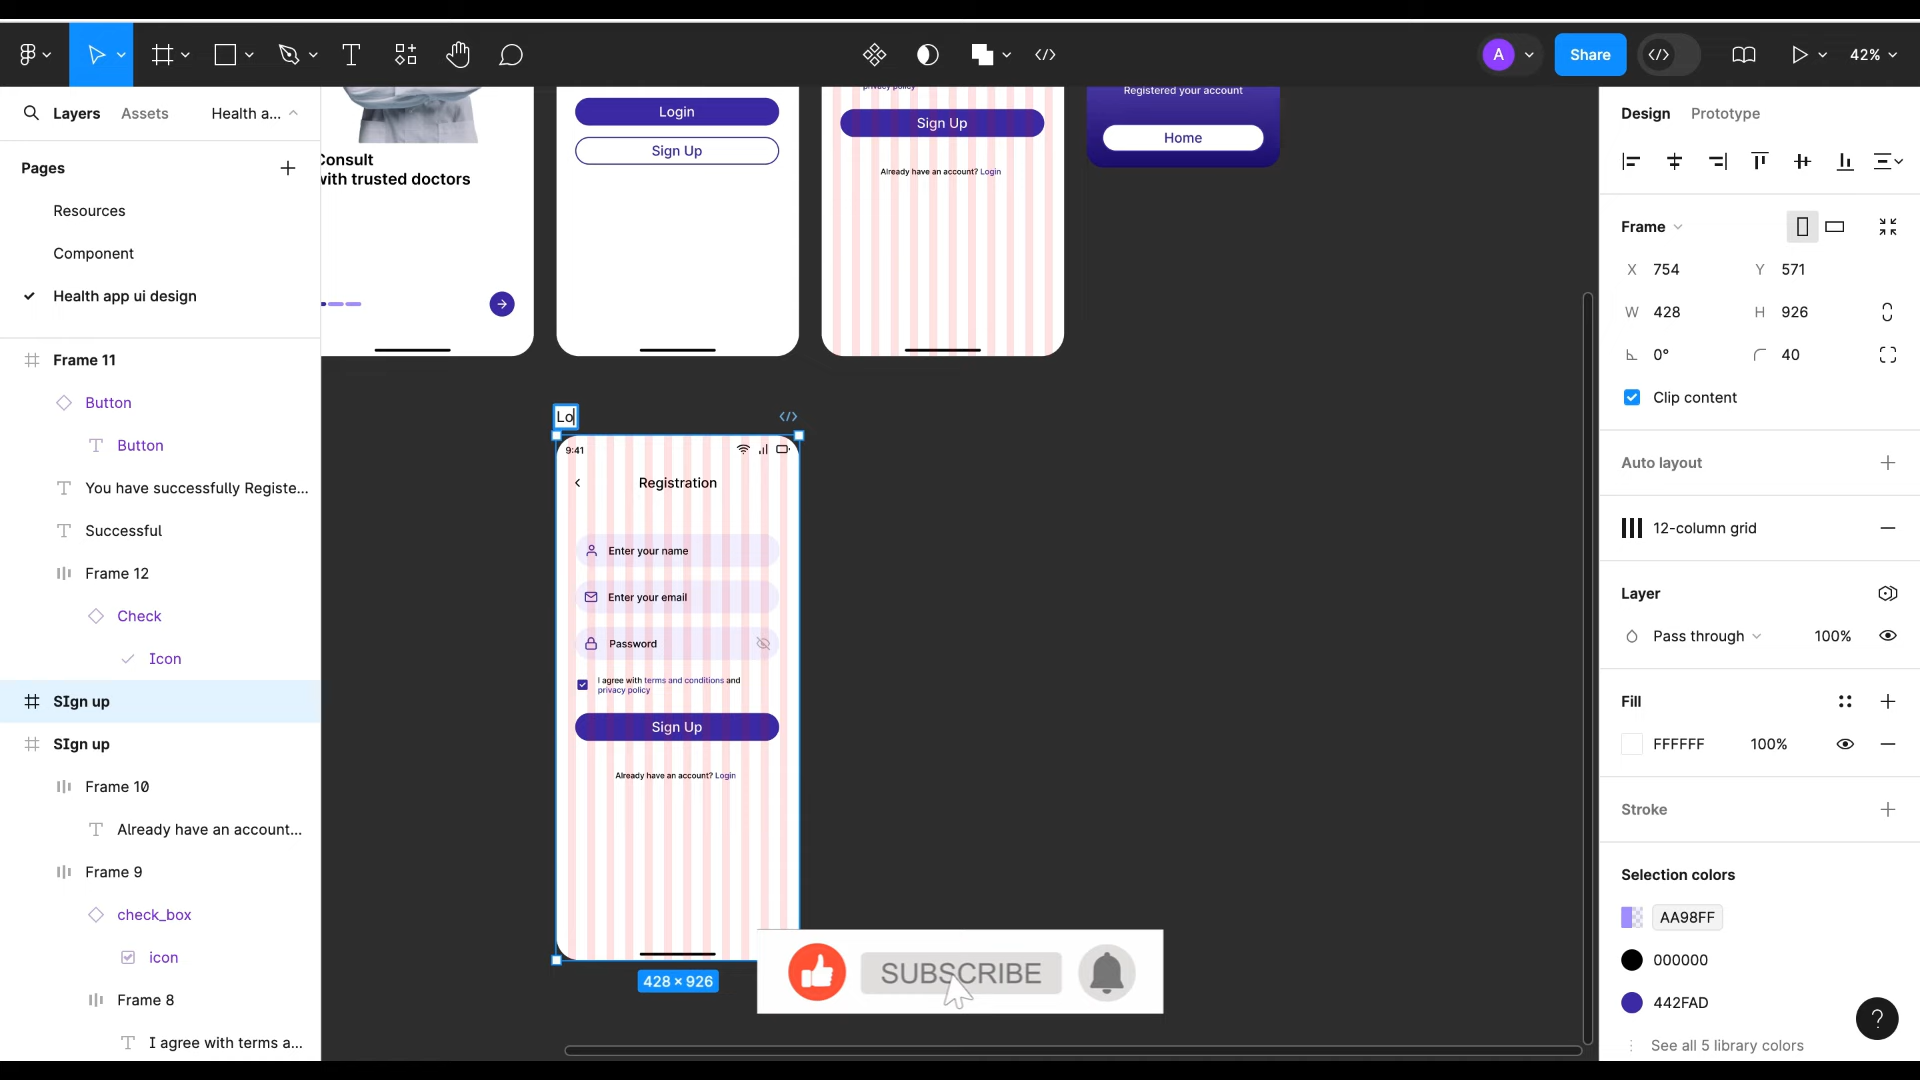 A
Share
42%
Layers
Assets
Health a...
Pages
Resources
Component
Health app ui design
Frame 11
Button
Button
You have successfully Registe...
Successful
Frame 12
Check
Icon
SIgn up
SIgn up
Frame 10
Already have an account...
Frame 9
check_box
icon
Frame 8
I agree with terms a...
Consult
with trusted doctors
Login
Sign Up
privacy policy
Sign Up
Already have an account? Login
Registered your account
Home
Lo
9:41
Registration
Enter your name
Enter your email
Password
I agree with terms and conditions and
privacy policy
Sign Up
Already have an account? Login
428 × 926
SUBSCRIBE
Design
Prototype
Frame
X 754
Y 571
W 428
H 926
0°
40
Clip content
Auto layout
12-column grid
Layer
Pass through
100%
Fill
FFFFFF
100%
Stroke
Selection colors
AA98FF
000000
442FAD
See all 5 library colors
?